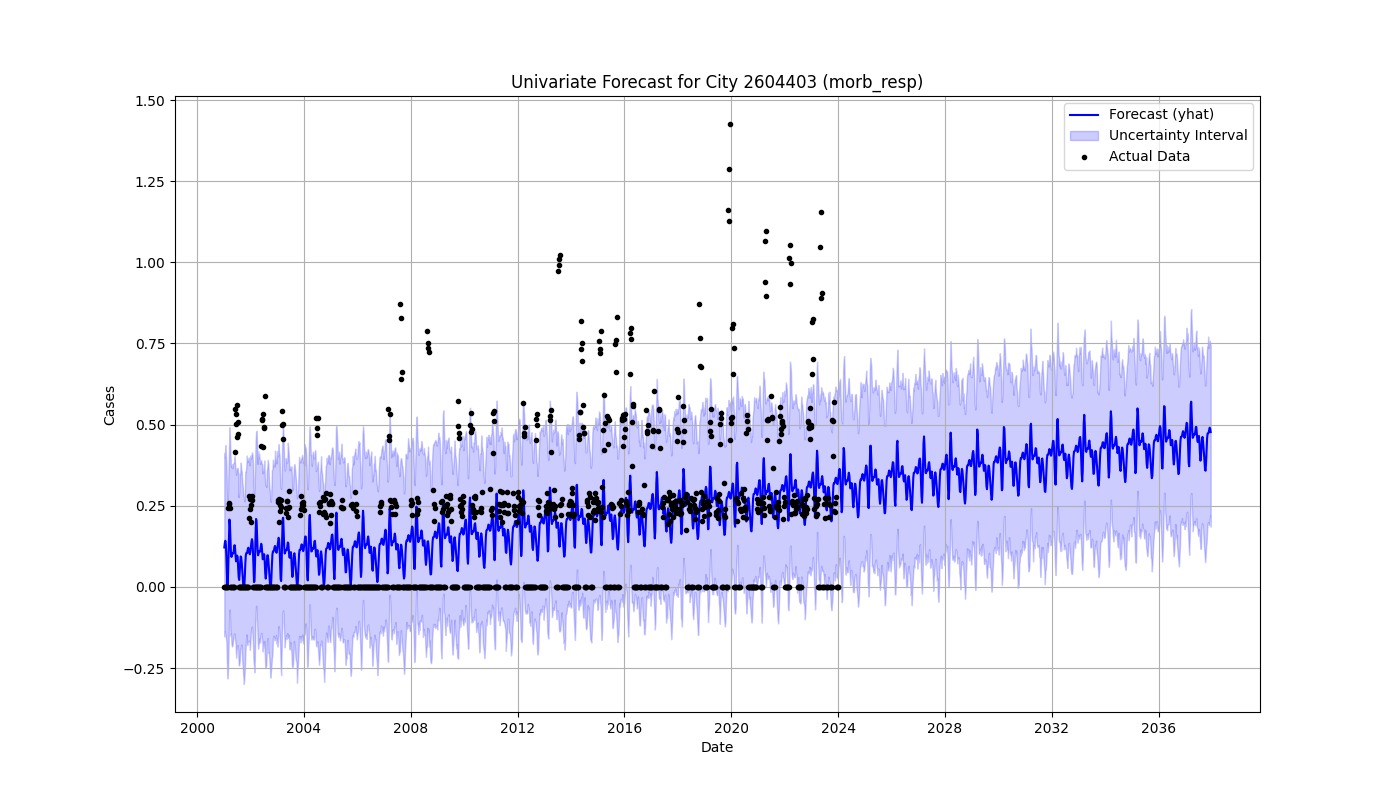 Univariate Forecast for City 2604403 (morb_resp)
Forecast (yhat)
Uncertainty Interval
Actual Data
Cases
1.50
1.25
1.00
0.75
0.50
0.25
0.00
−0.25
2000 2004 2008 2012 2016 2020 2024 2028 2032 2036
Date